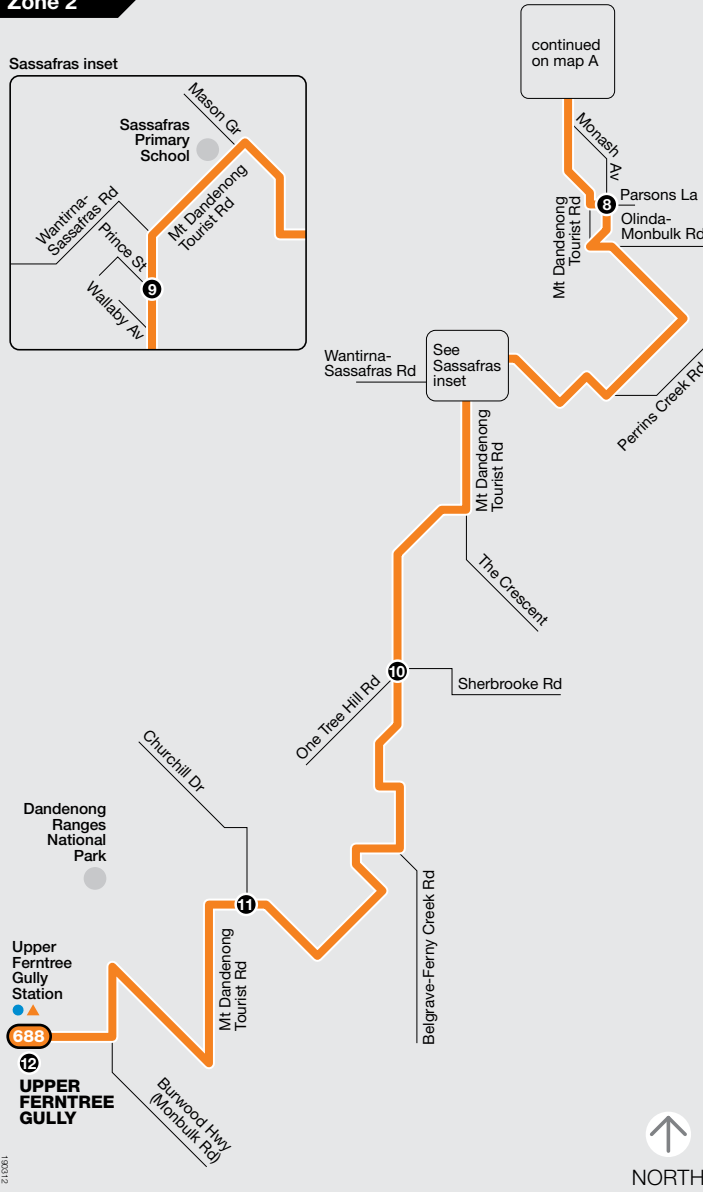 Zone 2
Sassafras inset
Mason Gr
Sassafras
Primary
School
Wantirna-
Sassafras Rd
Mt Dandenong
Tourist Rd
Prince St
9
Wallaby Av
continued
on map A
Monash
Av
8
Parsons La
Mt Dandenong
Tourist Rd
Olinda-
Monbulk Rd
Wantirna-
Sassafras Rd
See
Sassafras
inset
Perrins Creek Rd
Mt Dandenong
Tourist Rd
The Crescent
10
One Tree Hill Rd
Sherbrooke Rd
Churchill Dr
Dandenong
Ranges
National
Park
11
Belgrave-Ferny Creek Rd
Mt Dandenong
Tourist Rd
Upper
Ferntree
Gully
Station
688
12
UPPER
FERNTREE
GULLY
Burwood Hwy
(Monbulk Rd)
190312
NORTH